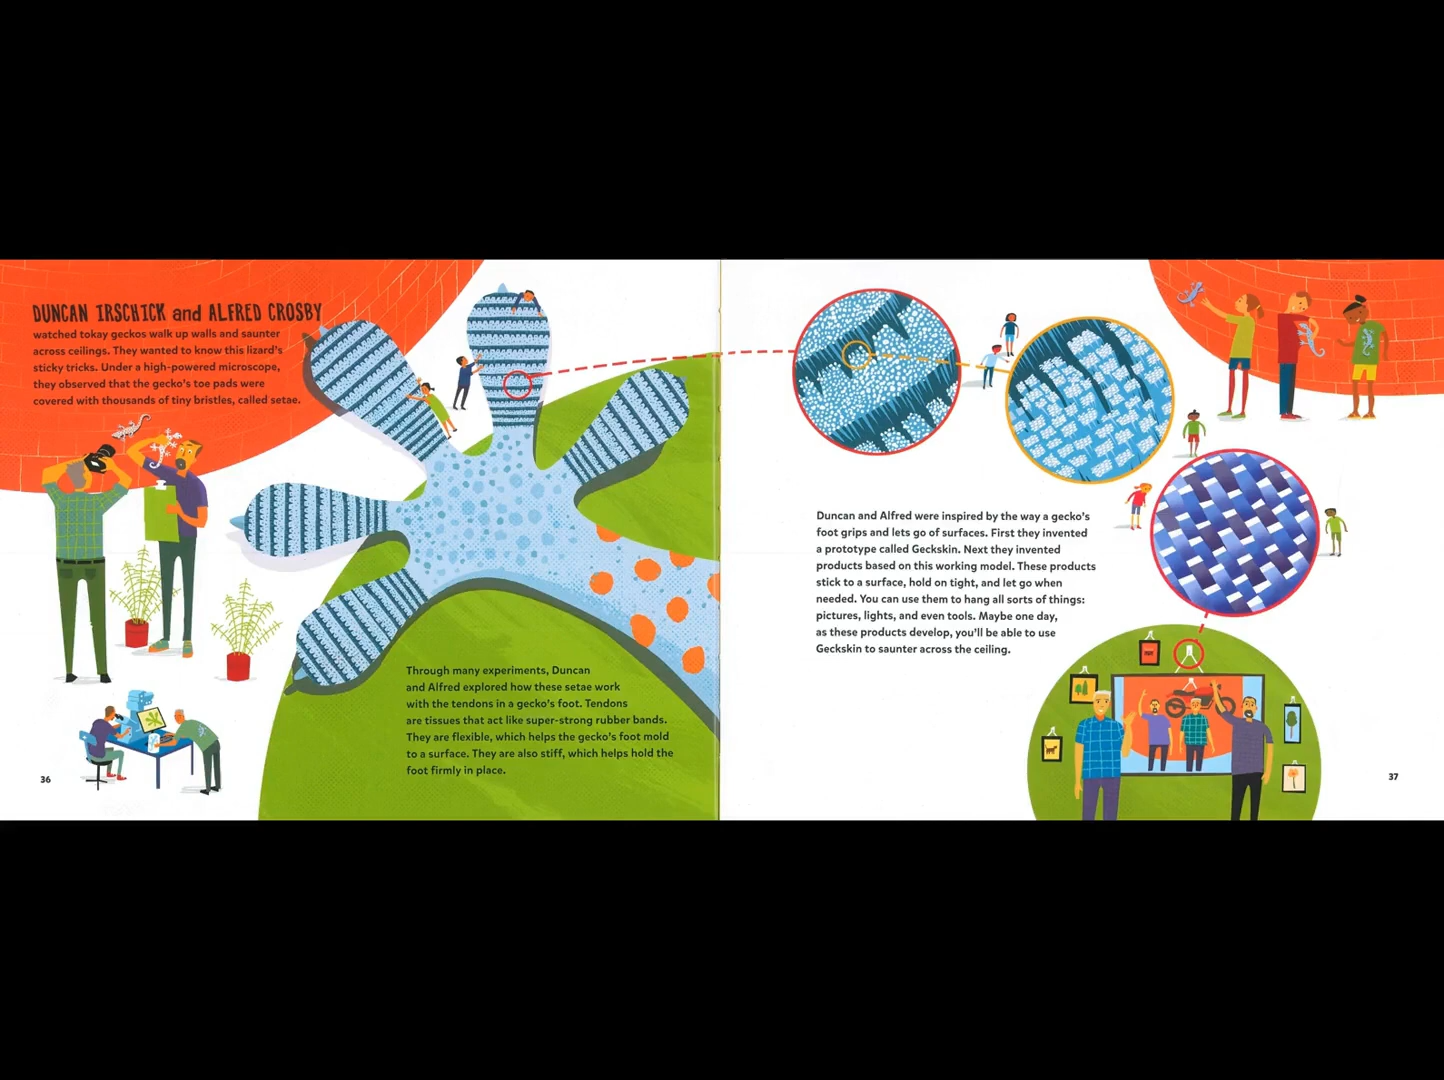 DUNCAN IRSCHICK and ALFRED CROSBY
watched tokay geckos walk up walls and saunter
across ceilings. They wanted to know this lizard's
sticky tricks. Under a high-powered microscope,
they observed that the gecko's toe pads were
covered with thousands of tiny bristles, called setae.
Through many experiments, Duncan
and Alfred explored how these setae work
with the tendons in a gecko's foot. Tendons
are tissues that act like super-strong rubber bands.
They are flexible, which helps the gecko's foot mold
to a surface. They are also stiff, which helps hold the
foot firmly in place.
36
Duncan and Alfred were inspired by the way a gecko's
foot grips and lets go of surfaces. First they invented
a prototype called Geckskin. Next they invented
products based on this working model. These products
stick to a surface, hold on tight, and let go when
needed. You can use them to hang all sorts of things:
pictures, lights, and even tools. Maybe one day,
as these products develop, you'll be able to use
Geckskin to saunter across the ceiling.
37